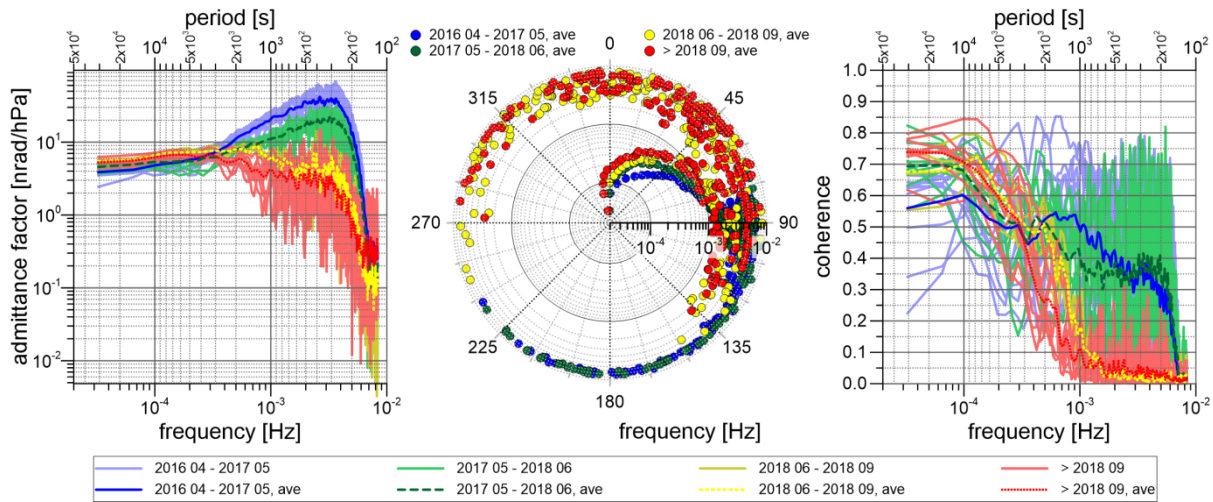 period [s]
5x10⁴
2x10⁴
10⁴
5x10³
2x10³
10³
5x10²
2x10²
10²
admittance factor [nrad/hPa]
10¹
10⁰
10⁻¹
10⁻²
10⁻⁴
10⁻³
10⁻²
frequency [Hz]
2016 04 - 2017 05, ave
2018 06 - 2018 09, ave
2017 05 - 2018 06, ave
> 2018 09, ave
0
315
45
270
90
10⁻⁴
10⁻³
10⁻²
225
135
180
frequency [Hz]
period [s]
5x10⁴
2x10⁴
10⁴
5x10³
2x10³
10³
5x10²
2x10²
10²
coherence
1.0
0.9
0.8
0.7
0.6
0.5
0.4
0.3
0.2
0.1
0.0
10⁻⁴
10⁻³
10⁻²
frequency [Hz]
2016 04 - 2017 05
2017 05 - 2018 06
2018 06 - 2018 09
> 2018 09
2016 04 - 2017 05, ave
2017 05 - 2018 06, ave
2018 06 - 2018 09, ave
> 2018 09, ave